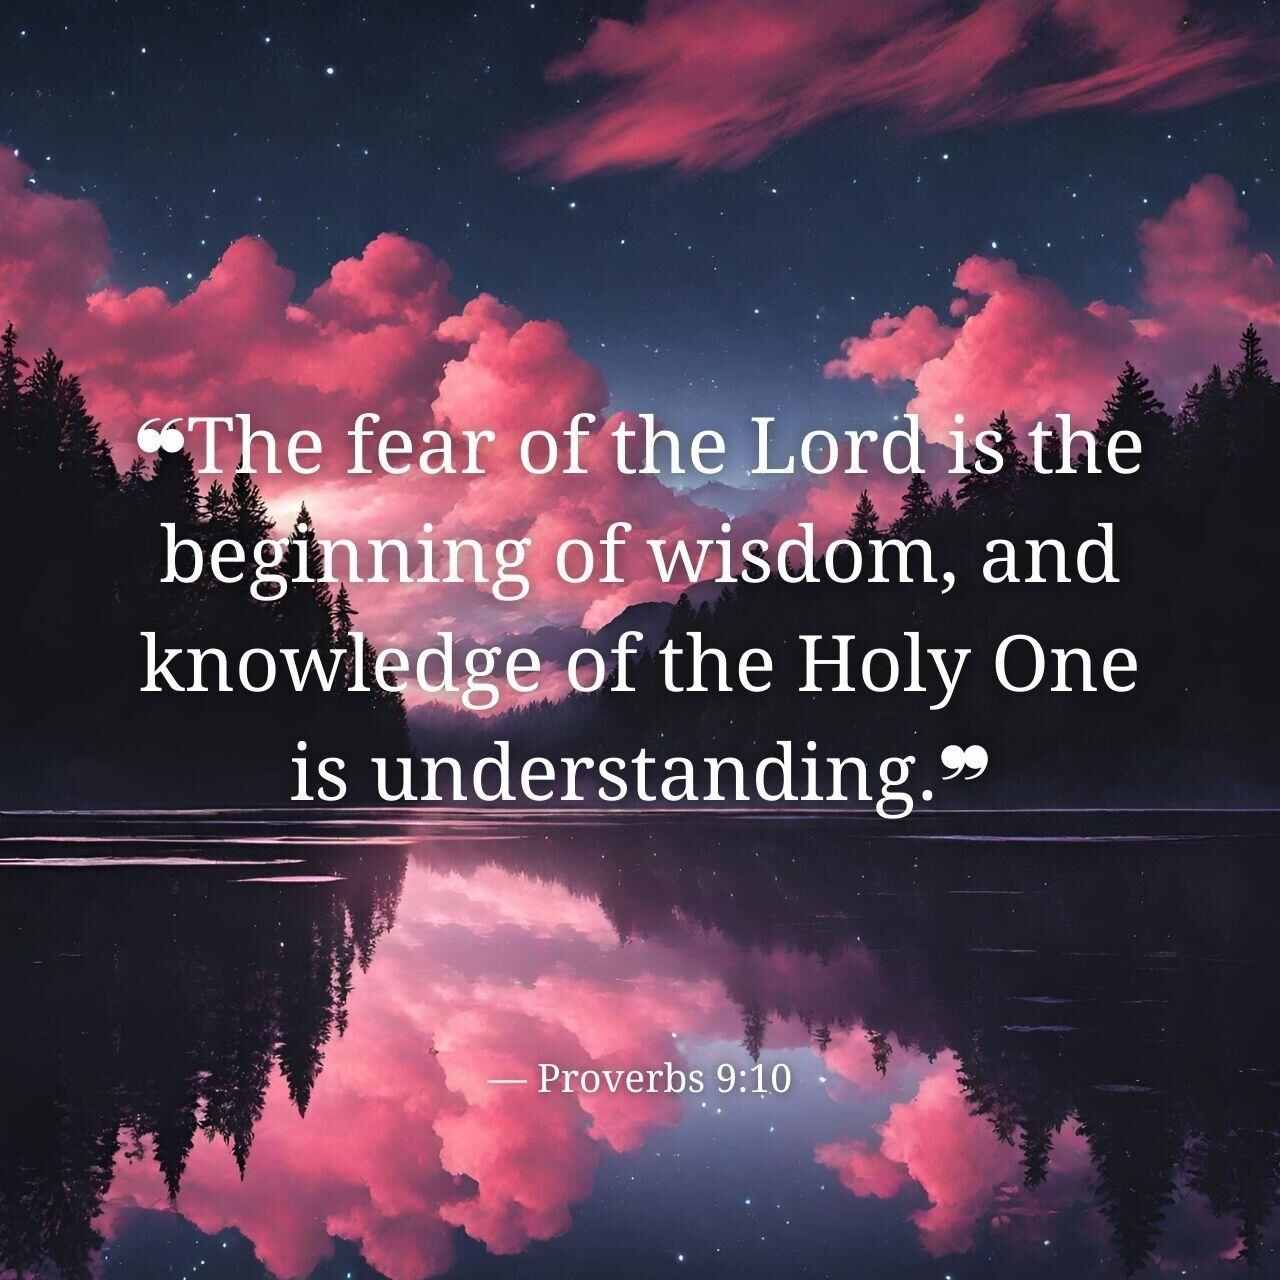 ❝The fear of the Lord is the
beginning of wisdom, and
knowledge of the Holy One
is understanding.❞
— Proverbs 9:10